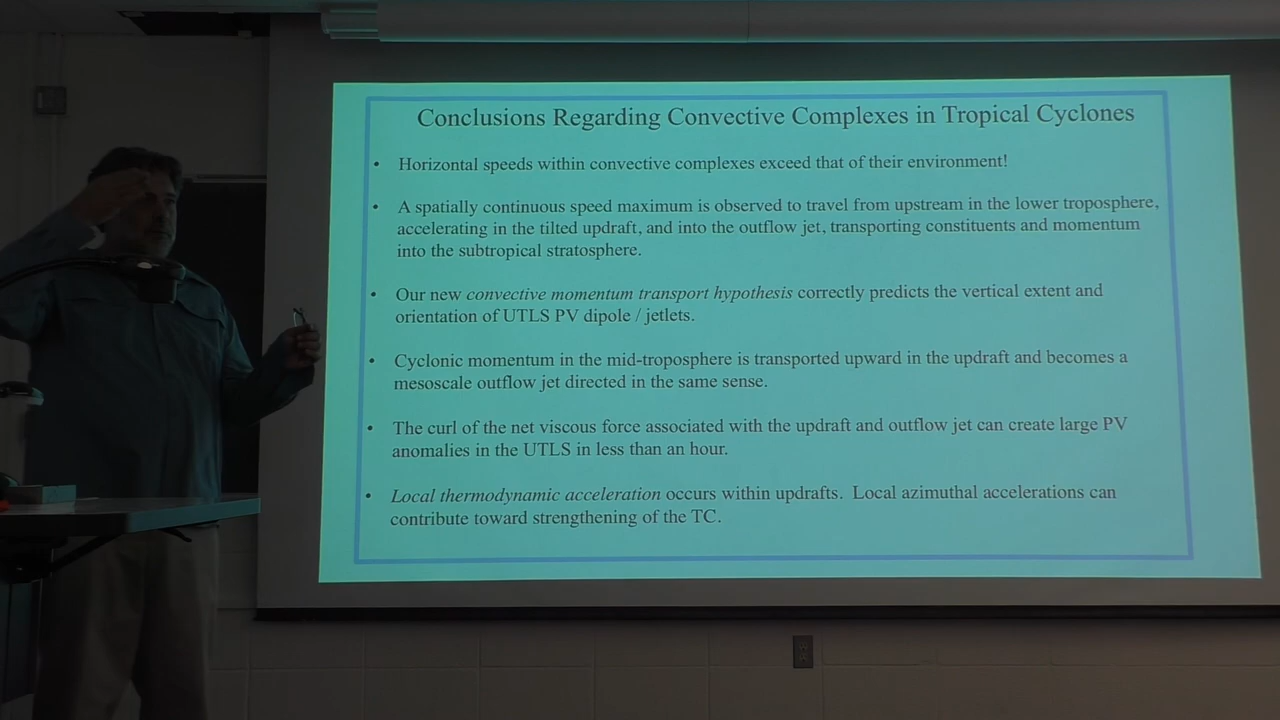 Conclusions Regarding Convective Complexes in Tropical Cyclones
• Horizontal speeds within convective complexes exceed that of their environment!
• A spatially continuous speed maximum is observed to travel from upstream in the lower troposphere,
accelerating in the tilted updraft, and into the outflow jet, transporting constituents and momentum
into the subtropical stratosphere.
• Our new convective momentum transport hypothesis correctly predicts the vertical extent and
orientation of UTLS PV dipole / jetlets.
• Cyclonic momentum in the mid-troposphere is transported upward in the updraft and becomes a
mesoscale outflow jet directed in the same sense.
• The curl of the net viscous force associated with the updraft and outflow jet can create large PV
anomalies in the UTLS in less than an hour.
• Local thermodynamic acceleration occurs within updrafts.  Local azimuthal accelerations can
contribute toward strengthening of the TC.